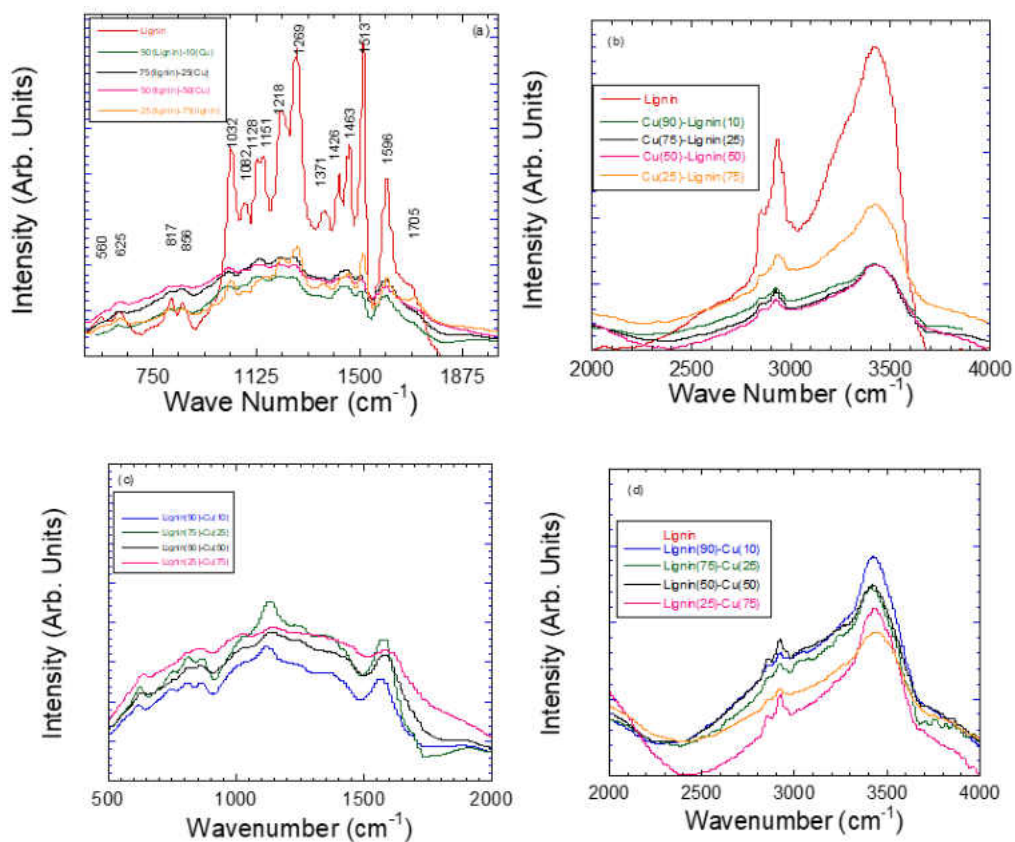 Lignin
90(Lignin)-10(Cu)
75(lignin)-25(Cu)
50(lignin)-50(Cu)
25(lignin)-75(lignin)
(a)
560
625
817
856
1032
1082
1128
1151
1218
1269
1371
1426
1463
1513
1596
1705
Intensity (Arb. Units)
750
1125
1500
1875
Wave Number (cm⁻¹)
(b)
Lignin
Cu(90)-Lignin(10)
Cu(75)-Lignin(25)
Cu(50)-Lignin(50)
Cu(25)-Lignin(75)
Intensity (Arb. Units)
2000
2500
3000
3500
4000
Wave Number (cm⁻¹)
(c)
Lignin(90)-Cu(10)
Lignin(75)-Cu(25)
Lignin(50)-Cu(50)
Lignin(25)-Cu(75)
Intensity (Arb. Units)
500
1000
1500
2000
Wavenumber (cm⁻¹)
(d)
Lignin
Lignin(90)-Cu(10)
Lignin(75)-Cu(25)
Lignin(50)-Cu(50)
Lignin(25)-Cu(75)
Intensity (Arb. Units)
2000
2500
3000
3500
4000
Wavenumber (cm⁻¹)